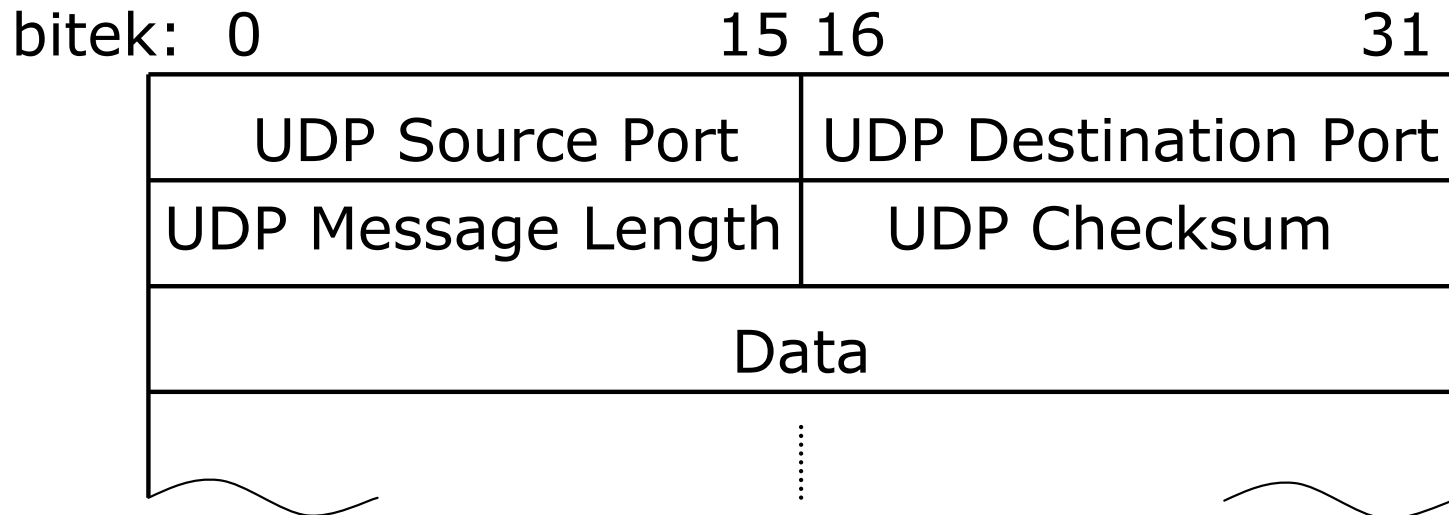 bitek: 0 15 16 31
UDP Source Port UDP Destination Port
UDP Message Length UDP Checksum
Data